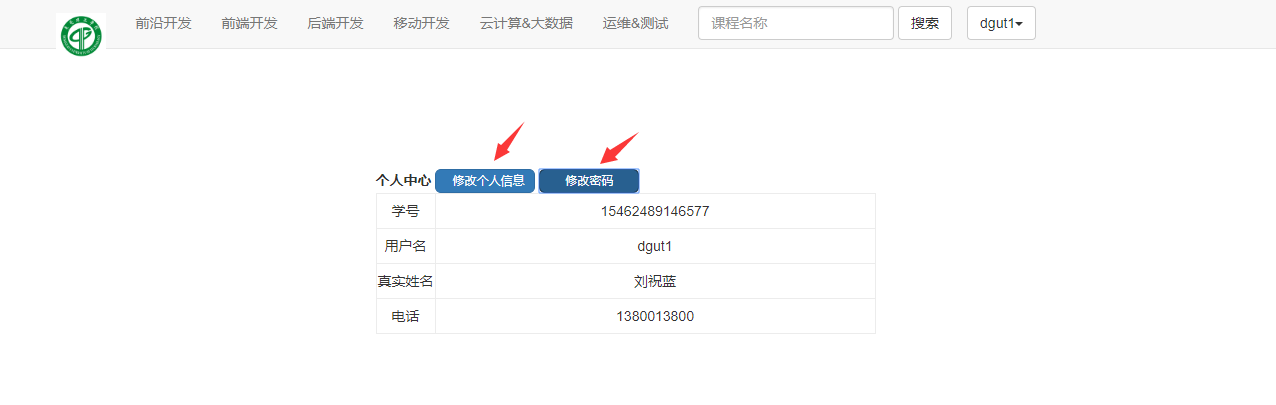 前沿开发 前端开发 后端开发 移动开发 云计算&大数据 运维&测试 课程名称 搜索 dgut1
个人中心 修改个人信息 修改密码
学号 15462489146577
用户名 dgut1
真实姓名 刘祝蓝
电话 1380013800